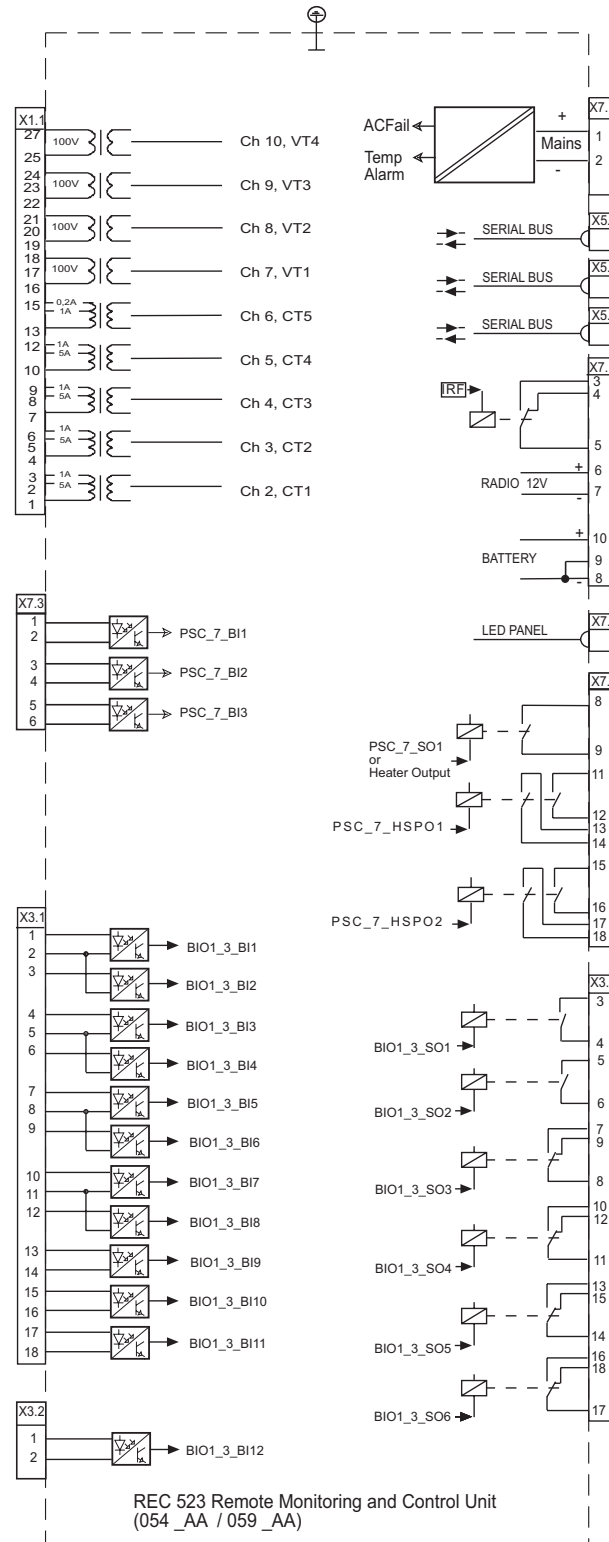 X1.1
27
100V
25
Ch 10, VT4
24
23
100V
22
Ch 9, VT3
21
20
100V
19
Ch 8, VT2
18
17
100V
16
Ch 7, VT1
15
0,2A
1A
13
Ch 6, CT5
12
1A
5A
10
Ch 5, CT4
9
1A
8
5A
7
Ch 4, CT3
6
1A
5
5A
4
Ch 3, CT2
3
1A
2
5A
1
Ch 2, CT1
X7.
ACFail
+
1
Mains
Temp
Alarm
2
-
X5.
SERIAL BUS
X5.
SERIAL BUS
X5.
SERIAL BUS
X7.
IRF
3
4
5
+
6
RADIO 12V
7
-
+
10
BATTERY
9
8
-
X7.3
1
2
PSC_7_BI1
3
4
PSC_7_BI2
5
6
PSC_7_BI3
X7.
LED PANEL
X7.
8
PSC_7_SO1
or
Heater Output
9
11
PSC_7_HSPO1
12
13
14
15
PSC_7_HSPO2
16
17
18
X3.1
1
2
BIO1_3_BI1
3
BIO1_3_BI2
4
5
BIO1_3_BI3
6
BIO1_3_BI4
7
8
BIO1_3_BI5
9
BIO1_3_BI6
10
11
BIO1_3_BI7
12
BIO1_3_BI8
13
14
BIO1_3_BI9
15
16
BIO1_3_BI10
17
18
BIO1_3_BI11
X3.
3
BIO1_3_SO1
4
5
BIO1_3_SO2
6
7
9
BIO1_3_SO3
8
10
12
BIO1_3_SO4
11
13
15
BIO1_3_SO5
14
16
18
BIO1_3_SO6
17
X3.2
1
2
BIO1_3_BI12
REC 523 Remote Monitoring and Control Unit
(054 _AA / 059 _AA)